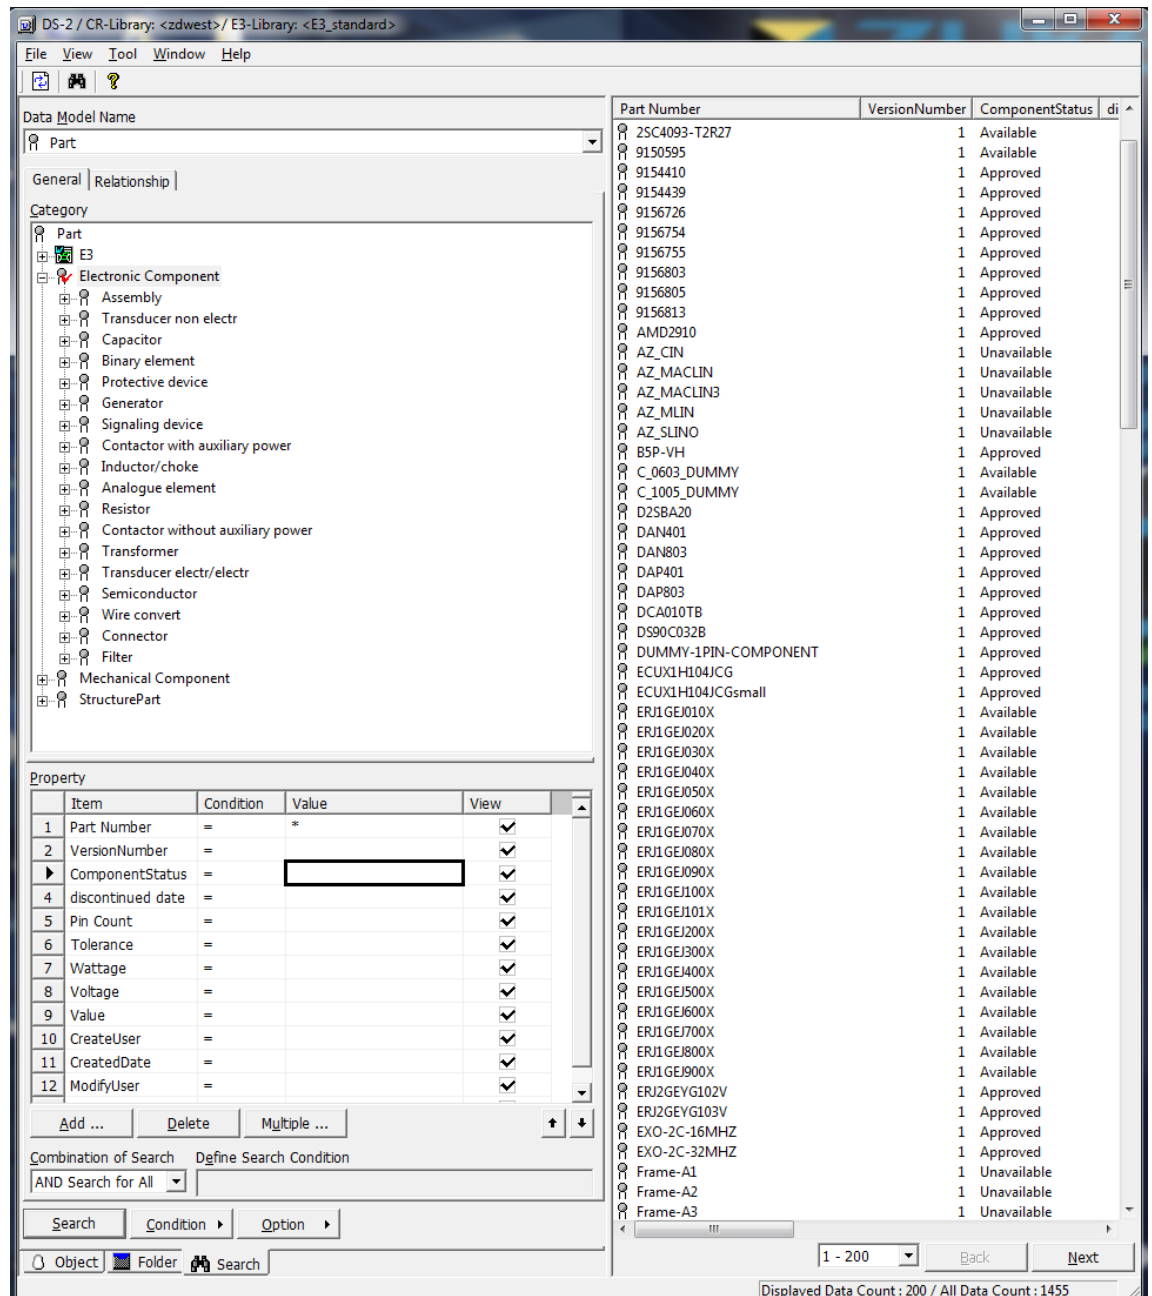 DS-2 / CR-Library: <zdwest>/ E3-Library: <E3_standard>
File View Tool Window Help
Data Model Name
Part
General Relationship
Category
Part
E3
Electronic Component
Assembly
Transducer non electr
Capacitor
Binary element
Protective device
Generator
Signaling device
Contactor with auxiliary power
Inductor/choke
Analogue element
Resistor
Contactor without auxiliary power
Transformer
Transducer electr/electr
Semiconductor
Wire convert
Connector
Filter
Mechanical Component
StructurePart
Property
Item Condition Value View
1 Part Number = *
2 VersionNumber =
ComponentStatus =
4 discontinued date =
5 Pin Count =
6 Tolerance =
7 Wattage =
8 Voltage =
9 Value =
10 CreateUser =
11 CreatedDate =
12 ModifyUser =
Add ... Delete Multiple ...
Combination of Search Define Search Condition
AND Search for All
Search Condition Option
Object Folder Search
Part Number VersionNumber ComponentStatus di
2SC4093-T2R27 1 Available
9150595 1 Available
9154410 1 Approved
9154439 1 Approved
9156726 1 Approved
9156754 1 Approved
9156755 1 Approved
9156803 1 Approved
9156805 1 Approved
9156813 1 Approved
AMD2910 1 Approved
AZ_CIN 1 Unavailable
AZ_MACLIN 1 Unavailable
AZ_MACLIN3 1 Unavailable
AZ_MLIN 1 Unavailable
AZ_SLINO 1 Unavailable
B5P-VH 1 Approved
C_0603_DUMMY 1 Available
C_1005_DUMMY 1 Available
D2SBA20 1 Approved
DAN401 1 Approved
DAN803 1 Approved
DAP401 1 Approved
DAP803 1 Approved
DCA010TB 1 Approved
DS90C032B 1 Approved
DUMMY-1PIN-COMPONENT 1 Approved
ECUX1H104JCG 1 Approved
ECUX1H104JCGsmall 1 Approved
ERJ1GEJ010X 1 Available
ERJ1GEJ020X 1 Available
ERJ1GEJ030X 1 Available
ERJ1GEJ040X 1 Available
ERJ1GEJ050X 1 Available
ERJ1GEJ060X 1 Available
ERJ1GEJ070X 1 Available
ERJ1GEJ080X 1 Available
ERJ1GEJ090X 1 Available
ERJ1GEJ100X 1 Available
ERJ1GEJ101X 1 Available
ERJ1GEJ200X 1 Available
ERJ1GEJ300X 1 Available
ERJ1GEJ400X 1 Available
ERJ1GEJ500X 1 Available
ERJ1GEJ600X 1 Available
ERJ1GEJ700X 1 Available
ERJ1GEJ800X 1 Available
ERJ1GEJ900X 1 Available
ERJ2GEYG102V 1 Approved
ERJ2GEYG103V 1 Approved
EXO-2C-16MHZ 1 Approved
EXO-2C-32MHZ 1 Approved
Frame-A1 1 Unavailable
Frame-A2 1 Unavailable
Frame-A3 1 Unavailable
1 - 200 Back Next
Displayed Data Count : 200 / All Data Count : 1455